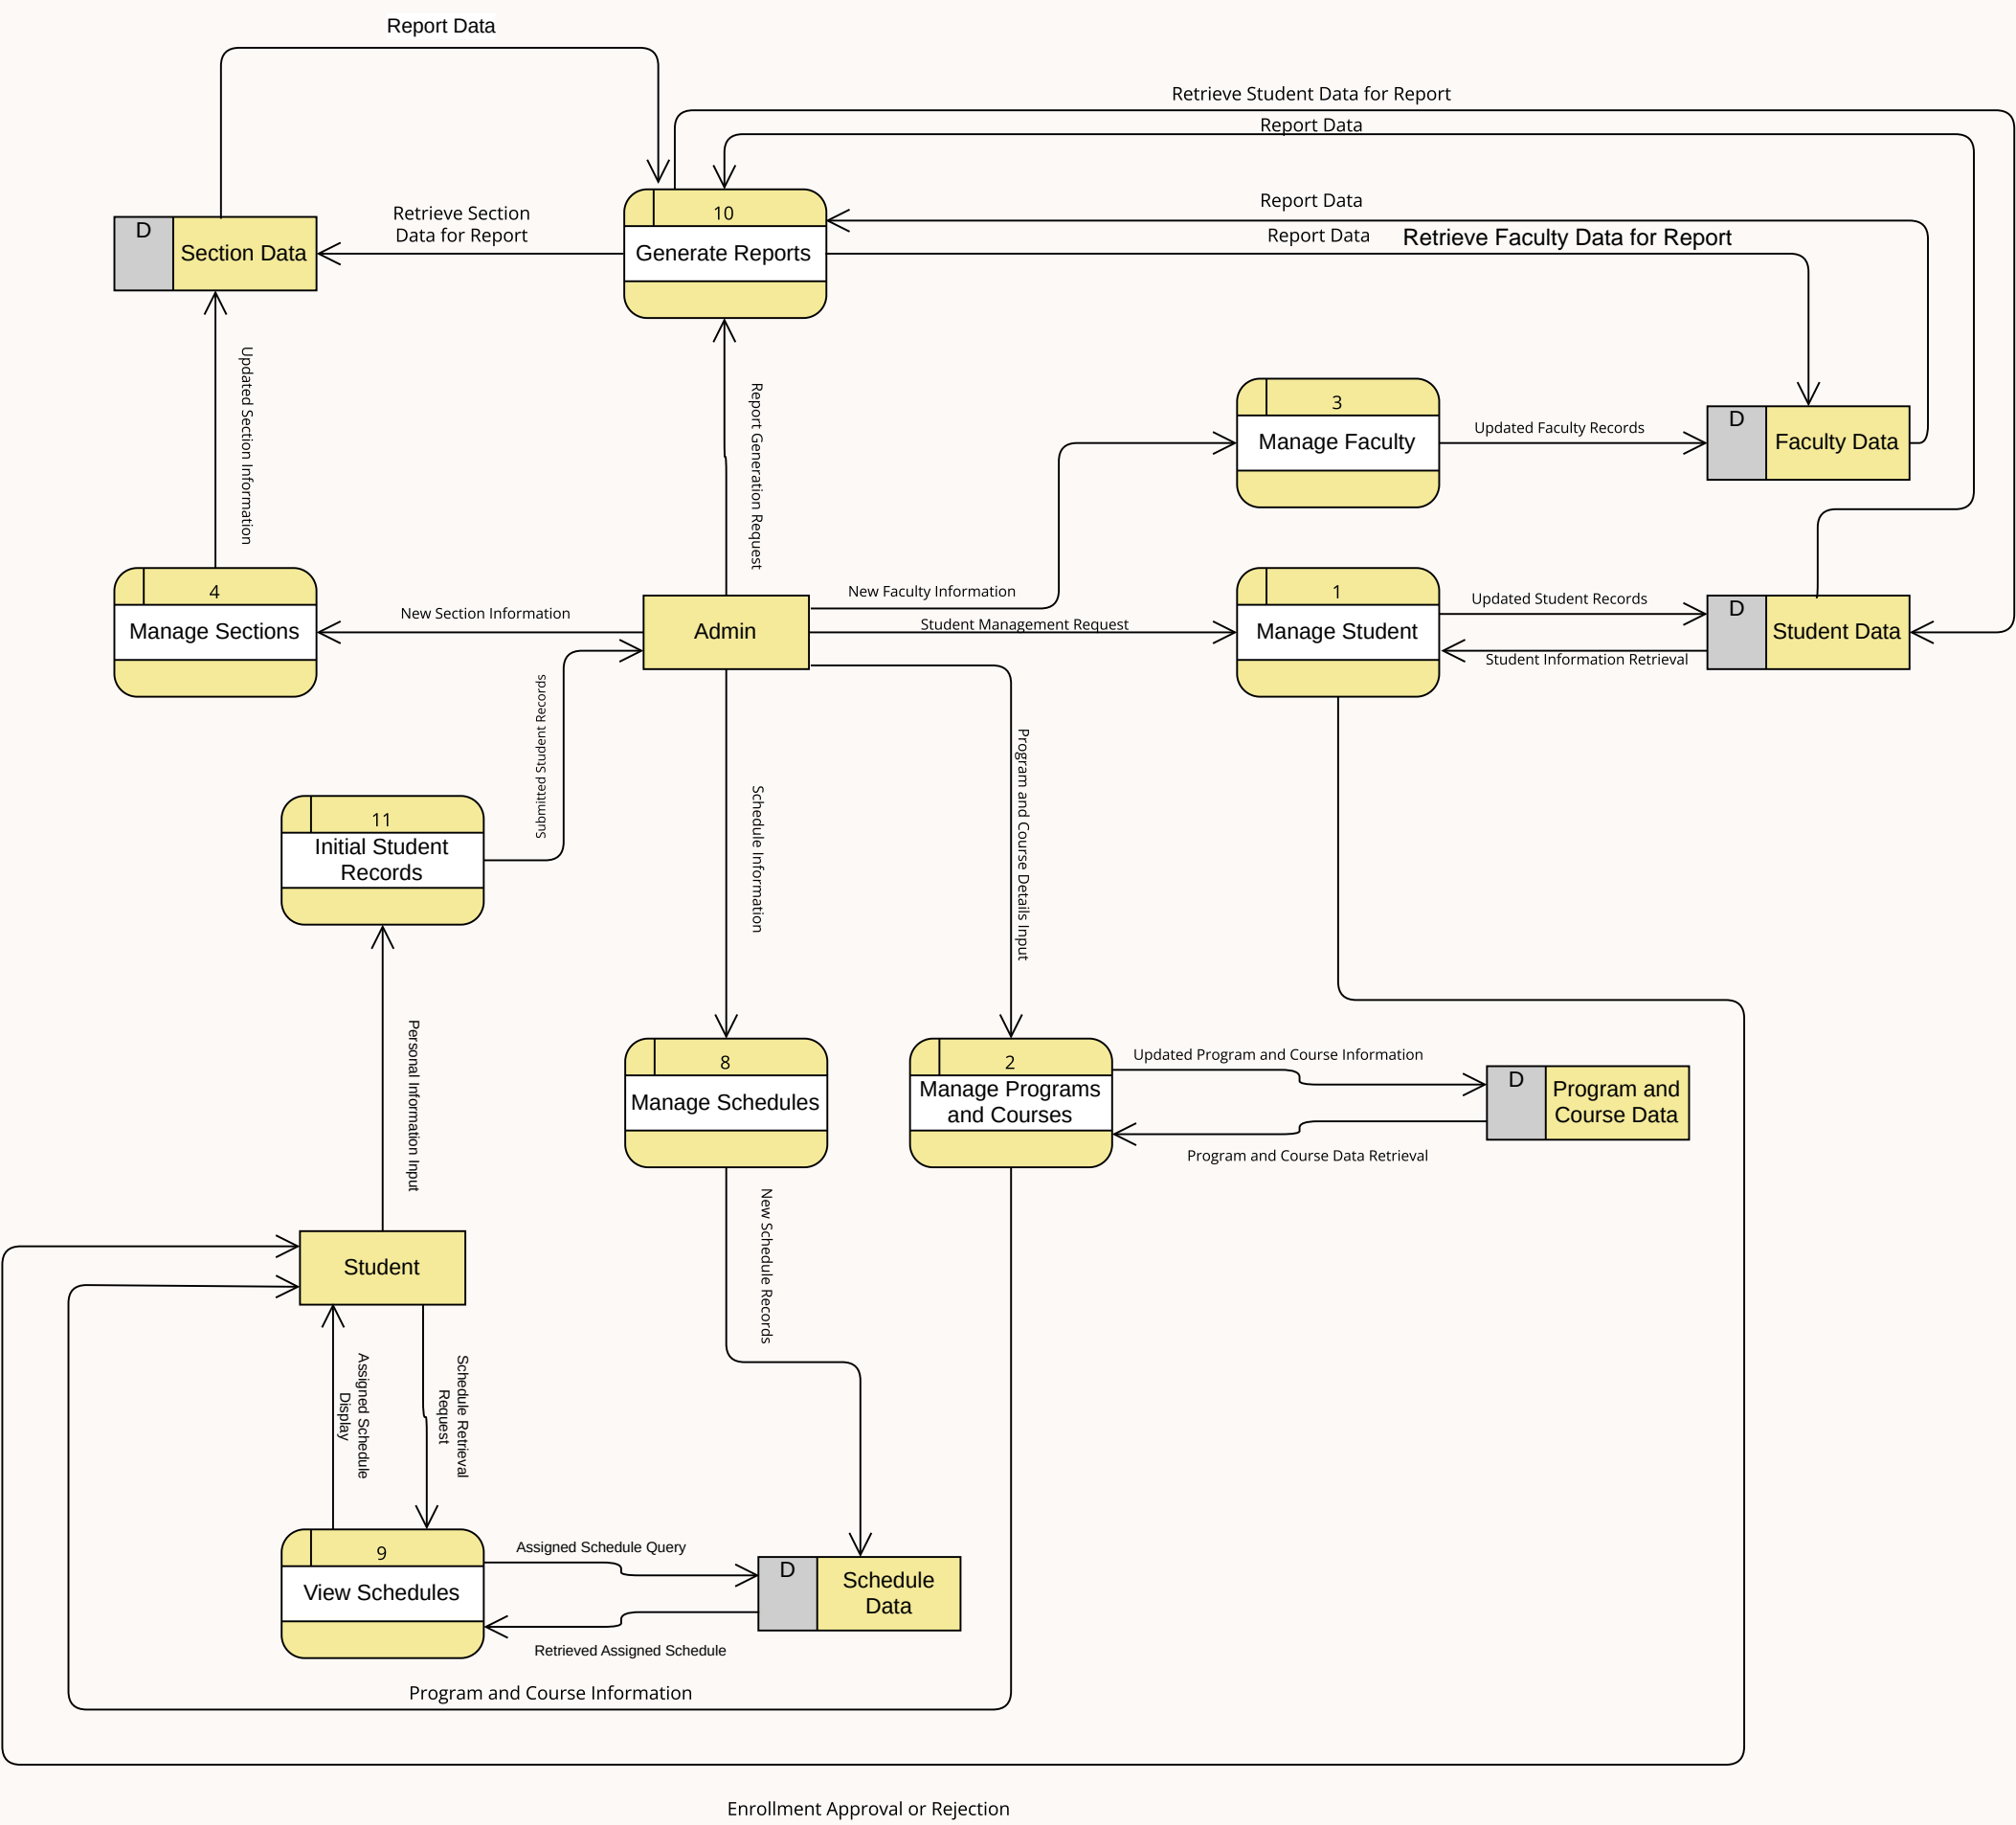 Report Data
Retrieve Student Data for Report
Report Data
Report Data
10
Generate Reports
Retrieve Section
Data for Report
D
Section Data
Report Data
Retrieve Faculty Data for Report
Updated Section Information
Report Generation Request
3
Manage Faculty
Updated Faculty Records
D
Faculty Data
4
Manage Sections
New Section Information
Admin
New Faculty Information
Student Management Request
1
Manage Student
Updated Student Records
Student Information Retrieval
D
Student Data
Submitted Student Records
Schedule Information
Program and Course Details Input
11
Initial Student
Records
Personal Information Input
8
Manage Schedules
2
Manage Programs
and Courses
Updated Program and Course Information
D
Program and
Course Data
Program and Course Data Retrieval
New Schedule Records
Student
Assigned Schedule
Display
Schedule Retrieval
Request
9
View Schedules
Assigned Schedule Query
D
Schedule
Data
Retrieved Assigned Schedule
Program and Course Information
Enrollment Approval or Rejection